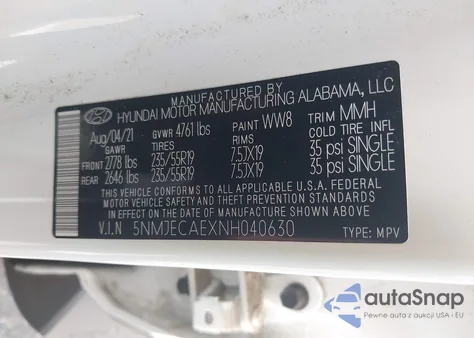 MANUFACTURED BY
HYUNDAI MOTOR MANUFACTURING ALABAMA, LLC
Aug/04/21 GVWR 4761 lbs PAINT WW8 TRIM MMH
GAWR TIRES RIMS COLD TIRE INFL
FRONT 2778 lbs 235/55R19 7.5JX19 35 psi SINGLE
REAR 2646 lbs 235/55R19 7.5JX19 35 psi SINGLE
THIS VEHICLE CONFORMS TO ALL APPLICABLE U.S.A. FEDERAL
MOTOR VEHICLE SAFETY AND THEFT PREVENTION STANDARDS
IN EFFECT ON THE DATE OF MANUFACTURE SHOWN ABOVE.
V.I.N 5NMJECAEXNH040630 TYPE: MPV
autoSnap
Pewne auta z aukcji USA i EU